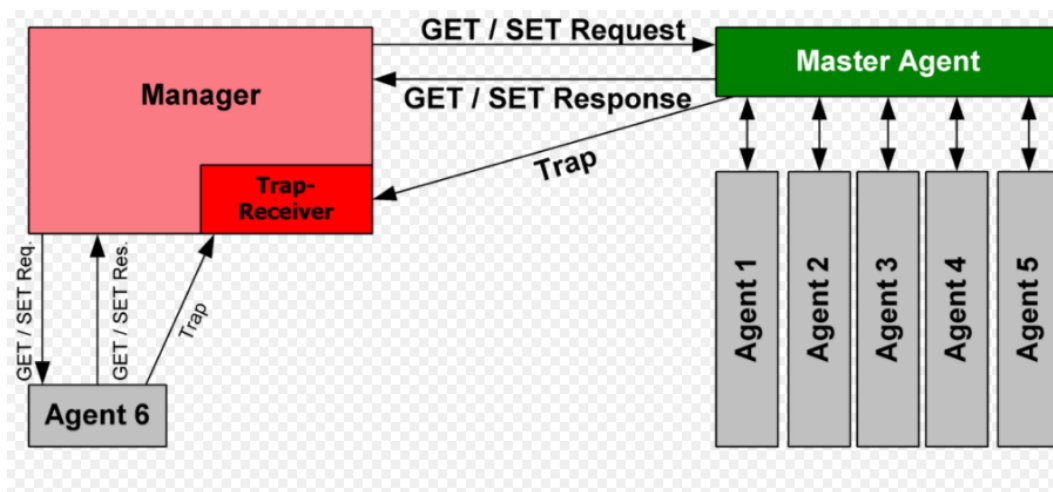 GET / SET Request
Master Agent
Manager
GET / SET Response
Trap
Trap-
Receiver
GET / SET Req.
GET / SET Res.
Trap
Agent 6
Agent 1
Agent 2
Agent 3
Agent 4
Agent 5